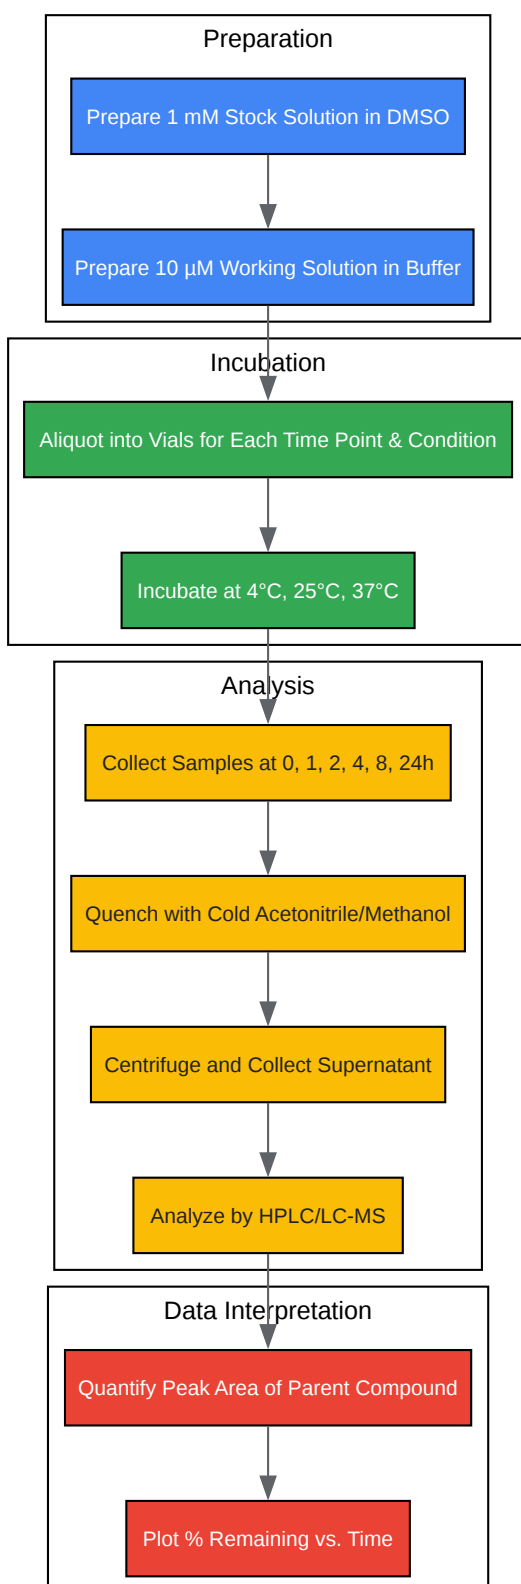 Preparation
Prepare 1 mM Stock Solution in DMSO
Prepare 10 µM Working Solution in Buffer
Incubation
Aliquot into Vials for Each Time Point & Condition
Incubate at 4°C, 25°C, 37°C
Analysis
Collect Samples at 0, 1, 2, 4, 8, 24h
Quench with Cold Acetonitrile/Methanol
Centrifuge and Collect Supernatant
Analyze by HPLC/LC-MS
Data Interpretation
Quantify Peak Area of Parent Compound
Plot % Remaining vs. Time